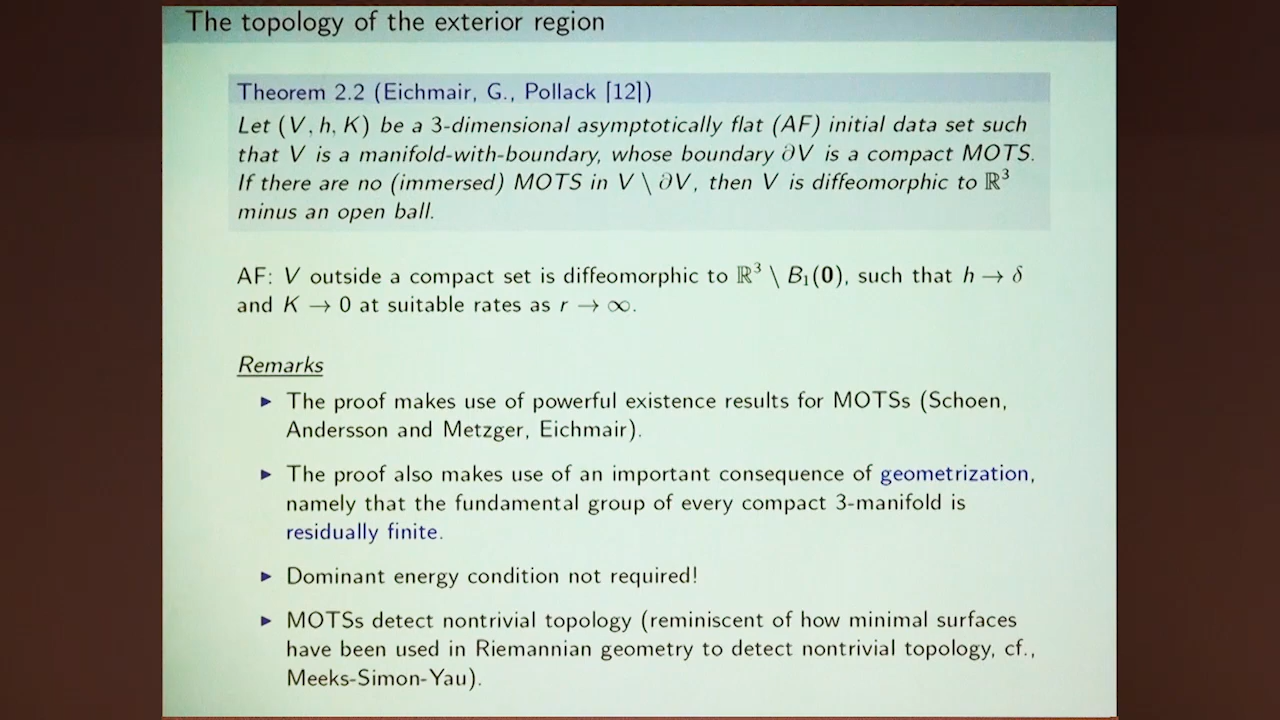 The topology of the exterior region
Theorem 2.2 (Eichmair, G., Pollack [12])
Let (V, h, K) be a 3-dimensional asymptotically flat (AF) initial data set such
that V is a manifold-with-boundary, whose boundary ∂V is a compact MOTS.
If there are no (immersed) MOTS in V \ ∂V, then V is diffeomorphic to ℝ³
minus an open ball.
AF: V outside a compact set is diffeomorphic to ℝ³ \ B₁(0), such that h → δ
and K → 0 at suitable rates as r → ∞.
Remarks
▶ The proof makes use of powerful existence results for MOTSs (Schoen,
Andersson and Metzger, Eichmair).
▶ The proof also makes use of an important consequence of geometrization,
namely that the fundamental group of every compact 3-manifold is
residually finite.
▶ Dominant energy condition not required!
▶ MOTSs detect nontrivial topology (reminiscent of how minimal surfaces
have been used in Riemannian geometry to detect nontrivial topology, cf.,
Meeks-Simon-Yau).